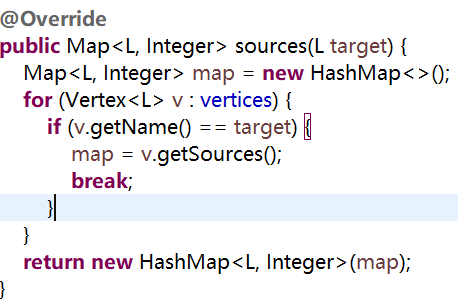 @Override
public Map<L, Integer> sources(L target) {
Map<L, Integer> map = new HashMap<>();
for (Vertex<L> v : vertices) {
if (v.getName() == target) {
map = v.getSources();
break;
}
}
return new HashMap<L, Integer>(map);
}